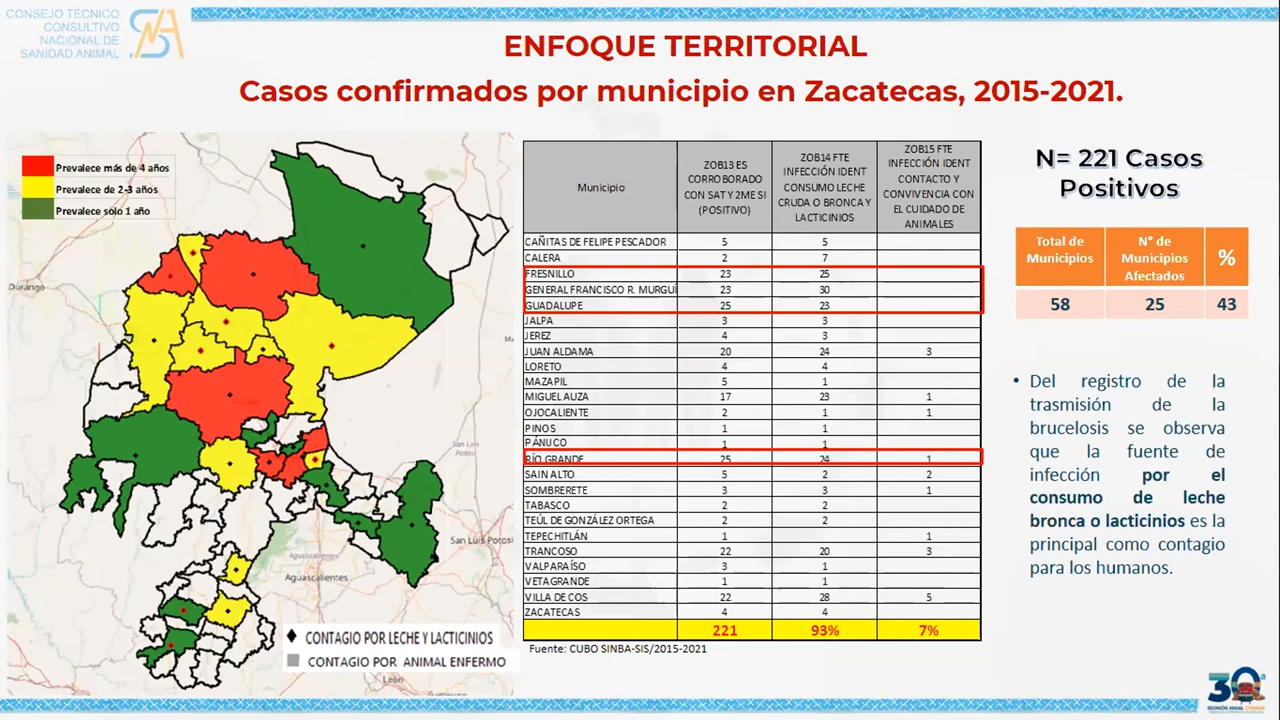 CONSEJO TÉCNICO
CONSULTIVO
NACIONAL DE
SANIDAD ANIMAL
ENFOQUE TERRITORIAL
Casos confirmados por municipio en Zacatecas, 2015-2021.
Prevalece más de 4 años
Prevalece de 2-3 años
Prevalece solo 1 año
Durango
San Luis
Potosí
San Luis Potosí
Aguascalientes
Aguascalientes
León
CONTAGIO POR LECHE Y LACTICINIOS
CONTAGIO POR ANIMAL ENFERMO
Municipio
ZOB13 ES
CORROBORADO
CON SAT Y 2ME SI
(POSITIVO)
ZOB14 FTE
INFECCIÓN IDENT
CONSUMO LECHE
CRUDA O BRONCA Y
LACTICINIOS
ZOB15 FTE
INFECCIÓN IDENT
CONTACTO Y
CONVIVENCIA CON
EL CUIDADO DE
ANIMALES
CAÑITAS DE FELIPE PESCADOR 5 5
CALERA 2 7
FRESNILLO 23 25
GENERAL FRANCISCO R. MURGUÍ 23 30
GUADALUPE 25 23
JALPA 3 3
JEREZ 4 3
JUAN ALDAMA 20 24 3
LORETO 4 4
MAZAPIL 5 1
MIGUEL AUZA 17 23 1
OJOCALIENTE 2 1 1
PINOS 1 1
PÁNUCO 1 1
RÍO GRANDE 25 24 1
SAIN ALTO 5 2 2
SOMBRERETE 3 3 1
TABASCO 2 2
TEÚL DE GONZÁLEZ ORTEGA 2 2
TEPECHITLÁN 1 1
TRANCOSO 22 20 3
VALPARAÍSO 3 1
VETAGRANDE 1 1
VILLA DE COS 22 28 5
ZACATECAS 4 4
221 93% 7%
Fuente: CUBO SINBA-SIS/2015-2021
N= 221 Casos
Positivos
Total de
Municipios
N° de
Municipios
Afectados
%
58 25 43
• Del registro de la
trasmisión de la
brucelosis se observa
que la fuente de
infección por el
consumo de leche
bronca o lacticinios es la
principal como contagio
para los humanos.
30ª
REUNIÓN ANUAL CONASA